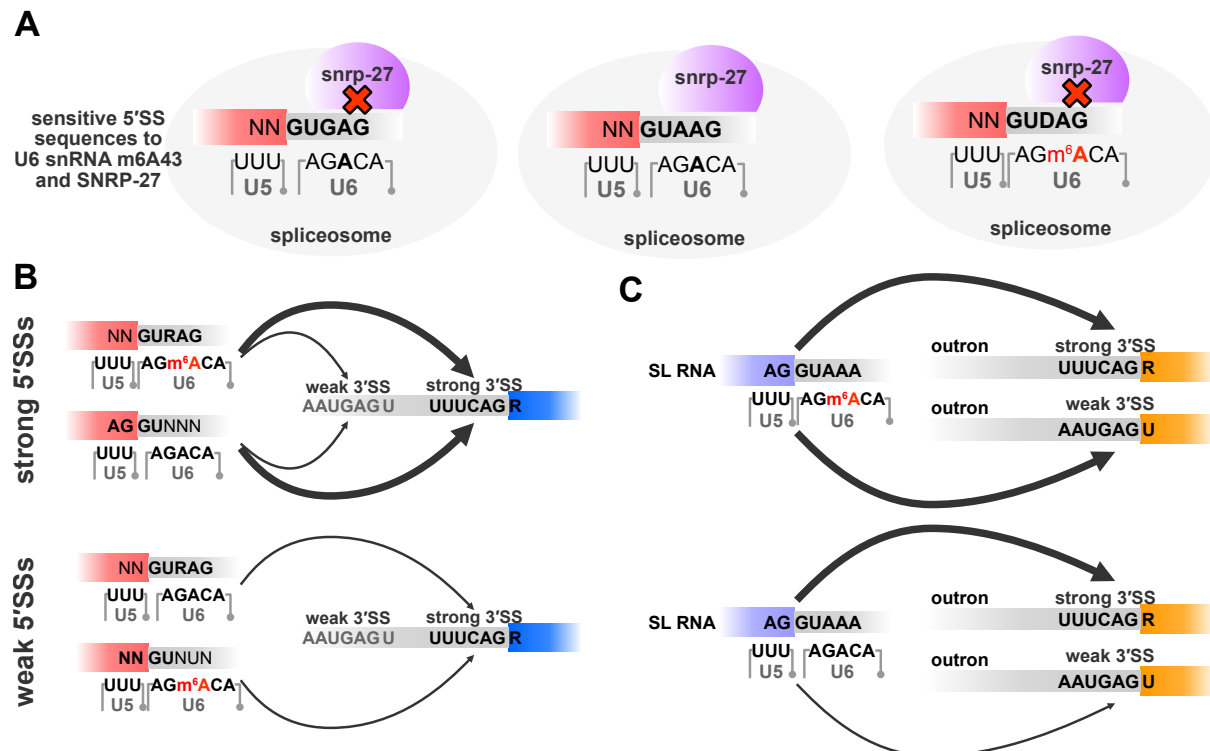 A
sensitive 5′SS
sequences to
U6 snRNA m6A43
and SNRP-27
snrp-27
NN GUGAG
UUU AGACA
U5 U6
spliceosome
snrp-27
NN GUAAG
UUU AGACA
U5 U6
spliceosome
snrp-27
NN GUDAG
UUU AGm⁶ACA
U5 U6
spliceosome
B
strong 5′SSs
NN GURAG
UUU AGm⁶ACA
U5 U6
AG GUNNN
UUU AGACA
U5 U6
weak 3′SS strong 3′SS
AAUGAG U UUUCAG R
weak 5′SSs
NN GURAG
UUU AGACA
U5 U6
NN GUNUN
UUU AGm⁶ACA
U5 U6
weak 3′SS strong 3′SS
AAUGAG U UUUCAG R
C
SL RNA AG GUAAA
UUU AGm⁶ACA
U5 U6
outron strong 3′SS
UUUCAG R
outron weak 3′SS
AAUGAG U
SL RNA AG GUAAA
UUU AGACA
U5 U6
outron strong 3′SS
UUUCAG R
outron weak 3′SS
AAUGAG U